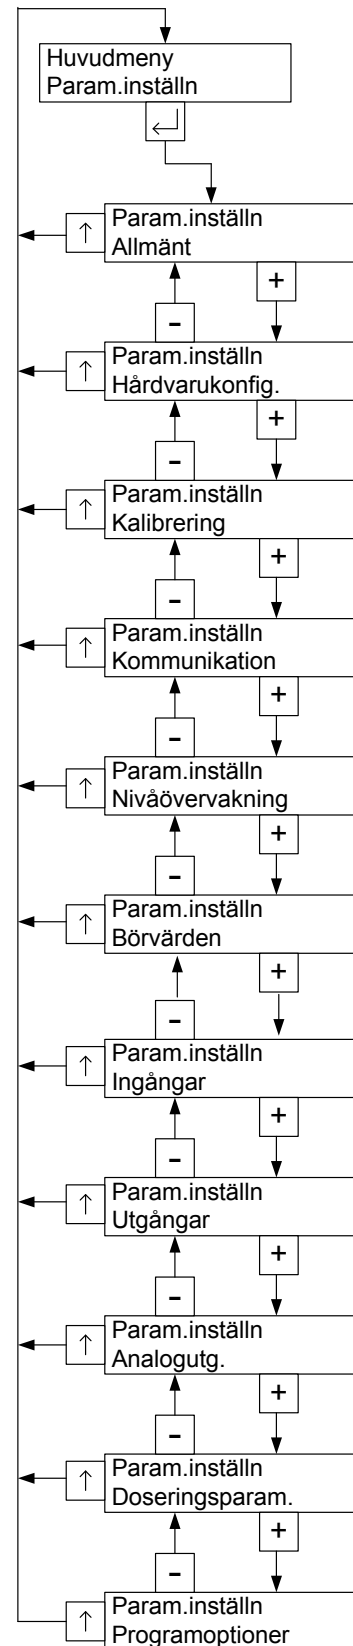 Huvudmeny
Param.inställn
↑
Param.inställn
Allmänt
+
-
↑
Param.inställn
Hårdvarukonfig.
+
-
↑
Param.inställn
Kalibrering
+
-
↑
Param.inställn
Kommunikation
+
-
↑
Param.inställn
Nivåövervakning
+
-
↑
Param.inställn
Börvärden
+
-
↑
Param.inställn
Ingångar
+
-
↑
Param.inställn
Utgångar
+
-
↑
Param.inställn
Analogutg.
+
-
↑
Param.inställn
Doseringsparam.
+
-
↑
Param.inställn
Programoptioner